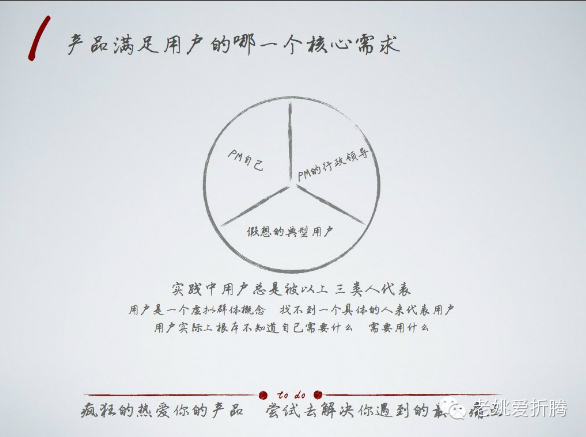 产品满足用户的哪一个核心需求
PM自己
PM的行政领导
假想的典型用户
实践中用户总是被以上三类人代表
用户是一个虚拟群体概念 找不到一个具体的人来代表用户
用户实际上根本不知道自己需要什么 需要用什么
to do
疯狂的热爱你的产品 尝试去解决你遇到的
老姚爱折腾